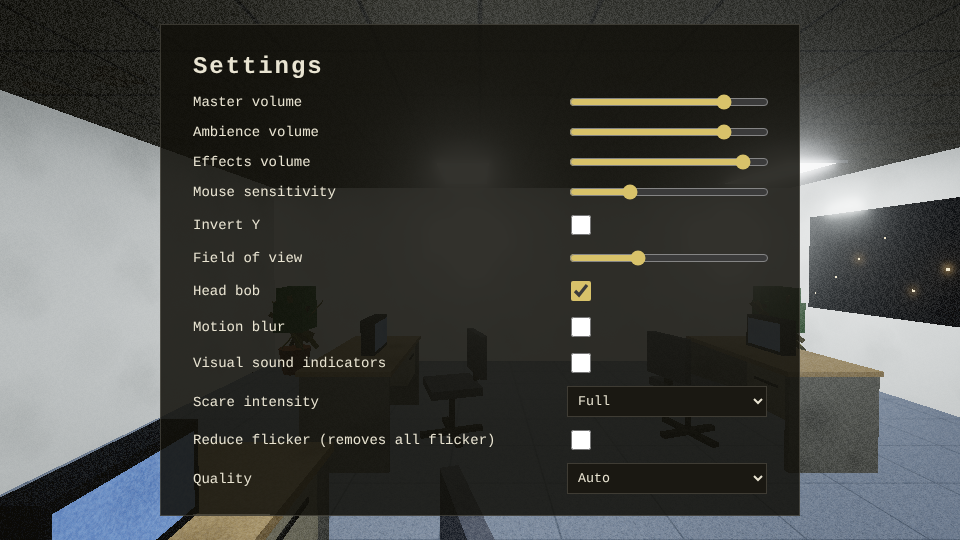 Settings
Master volume
Ambience volume
Effects volume
Mouse sensitivity
Invert Y
Field of view
Head bob
Motion blur
Visual sound indicators
Scare intensity Full
Reduce flicker (removes all flicker)
Quality Auto